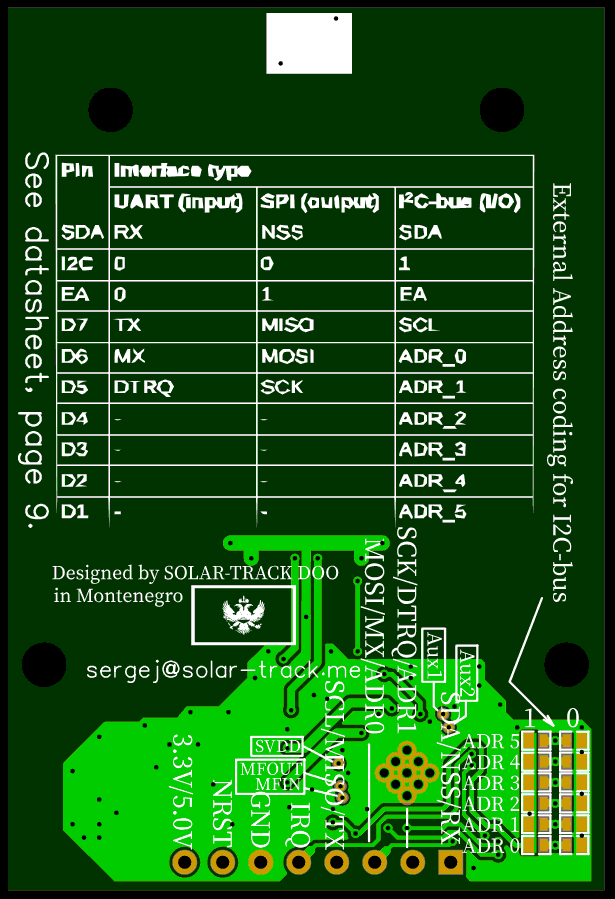 See datasheet, page 9.
Pin Interface type
UART (input) SPI (output) I²C-bus (I/O)
SDA RX NSS SDA
I2C 0 0 1
EA 0 1 EA
D7 TX MISO SCL
D6 MX MOSI ADR_0
D5 DTRQ SCK ADR_1
D4 - - ADR_2
D3 - - ADR_3
D2 - - ADR_4
D1 - - ADR_5
External Address coding for I2C-bus
Designed by SOLAR-TRACK DOO
in Montenegro
sergej@solar-track.me
SVDD
MFOUT
MFIN
Aux1
Aux2
1 0
ADR 5
ADR 4
ADR 3
ADR 2
ADR 1
ADR 0
3.3V/5.0V
NRST
GND
IRQ
SCL/MISO/TX
MOSI/MX/ADR0
SCK/DTRQ/ADR1
SDA/NSS/RX